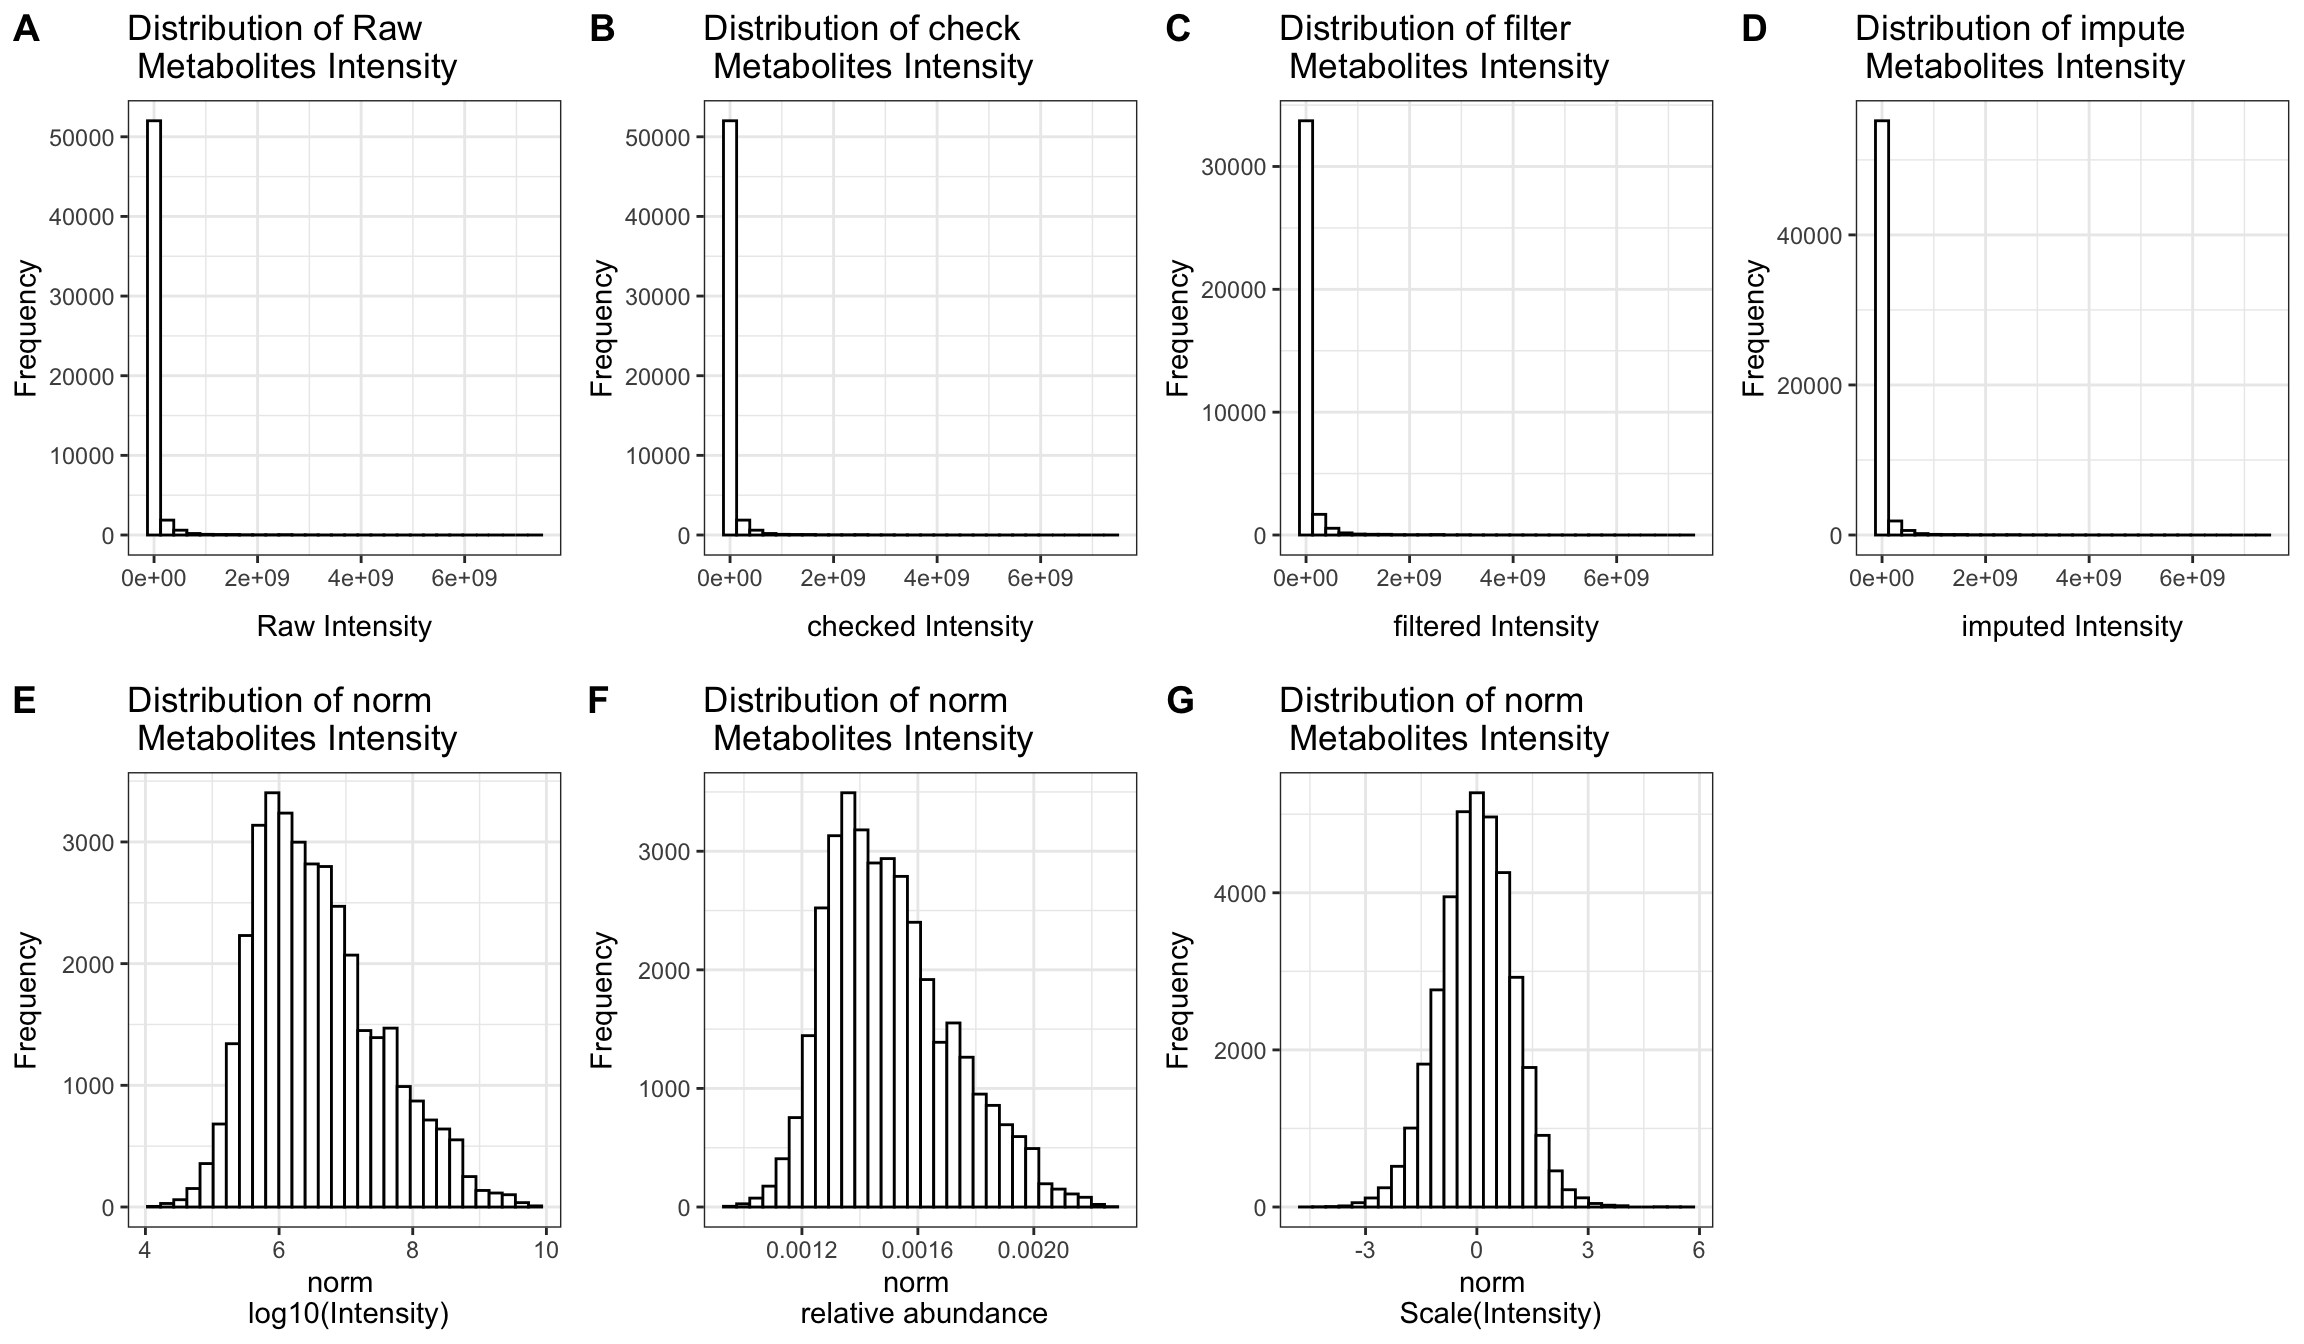 A
Distribution of Raw
Metabolites Intensity
Frequency
50000
40000
30000
20000
10000
0
0e+00 2e+09 4e+09 6e+09
Raw Intensity
B
Distribution of check
Metabolites Intensity
Frequency
50000
40000
30000
20000
10000
0
0e+00 2e+09 4e+09 6e+09
checked Intensity
C
Distribution of filter
Metabolites Intensity
Frequency
30000
20000
10000
0
0e+00 2e+09 4e+09 6e+09
filtered Intensity
D
Distribution of impute
Metabolites Intensity
Frequency
40000
20000
0
0e+00 2e+09 4e+09 6e+09
imputed Intensity
E
Distribution of norm
Metabolites Intensity
Frequency
3000
2000
1000
0
4 6 8 10
norm
log10(Intensity)
F
Distribution of norm
Metabolites Intensity
Frequency
3000
2000
1000
0
0.0012 0.0016 0.0020
norm
relative abundance
G
Distribution of norm
Metabolites Intensity
Frequency
4000
2000
0
-3 0 3 6
norm
Scale(Intensity)